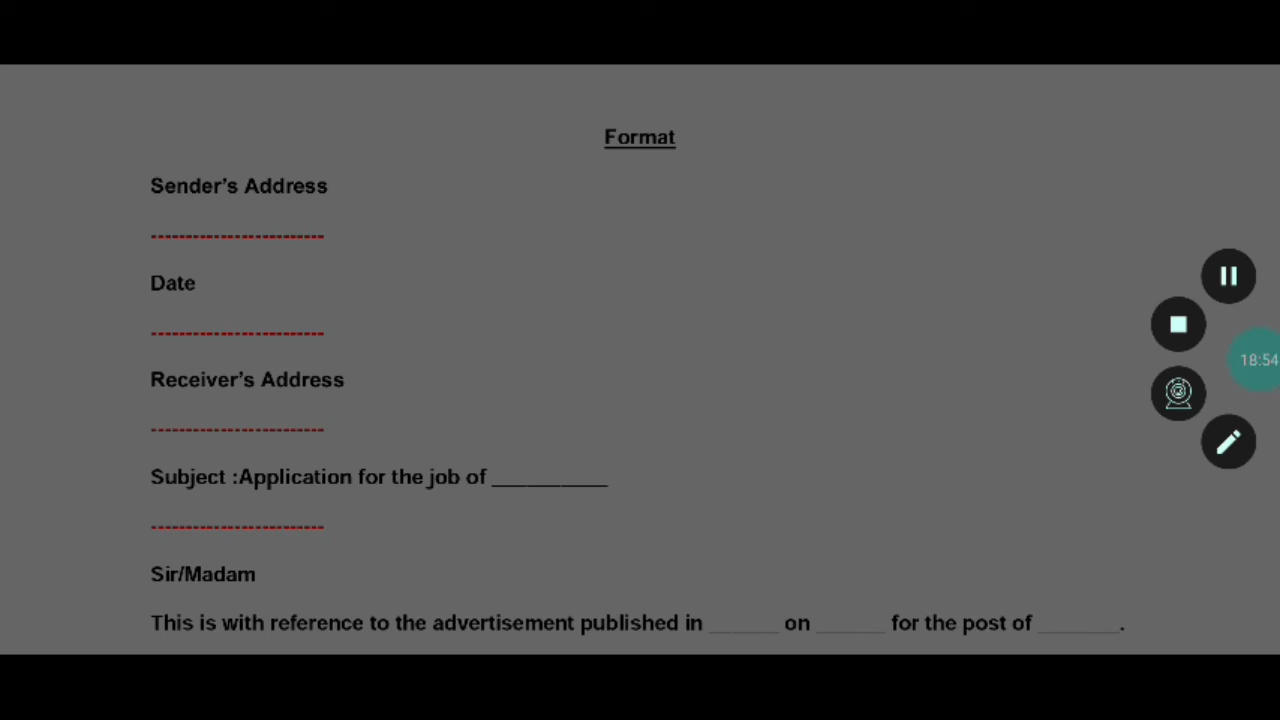 Format
Sender’s Address
-------------------------
Date
-------------------------
Receiver’s Address
-------------------------
Subject :Application for the job of __________
-------------------------
Sir/Madam
This is with reference to the advertisement published in ______ on ______ for the post of _______.
18:54